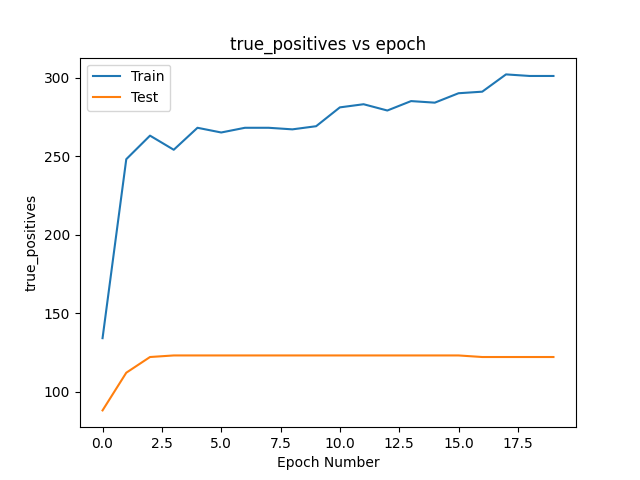 true_positives vs epoch
Train
Test
300
250
200
150
100
true_positives
0.0 2.5 5.0 7.5 10.0 12.5 15.0 17.5
Epoch Number